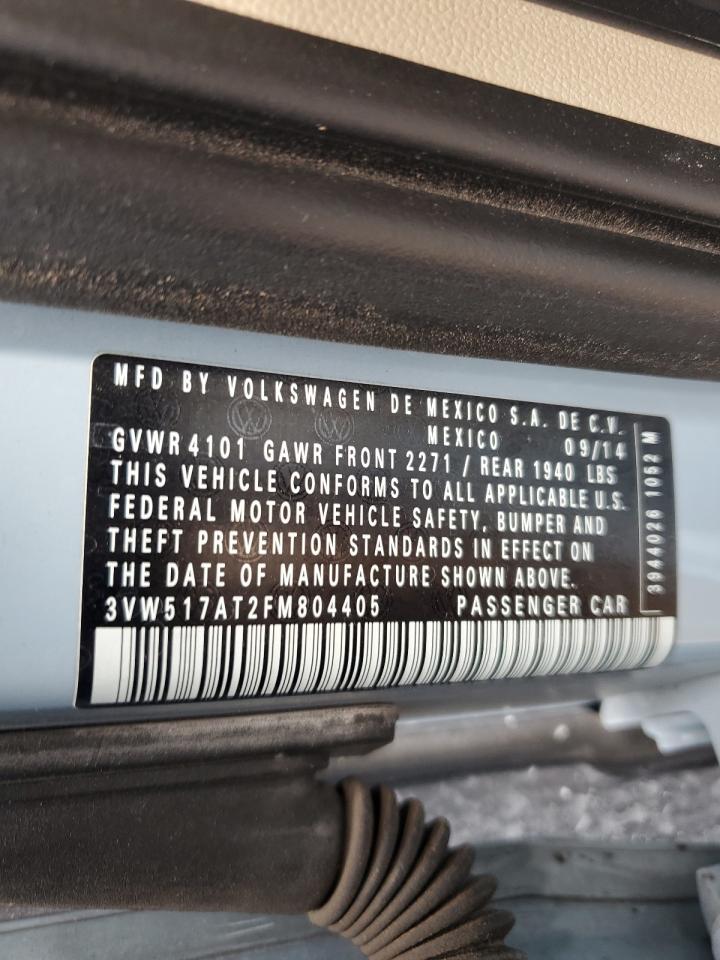 MFD BY VOLKSWAGEN DE MEXICO S.A. DE C.V.
MEXICO 09/14
GVWR 4101 GAWR FRONT 2271 / REAR 1940 LBS
THIS VEHICLE CONFORMS TO ALL APPLICABLE U.S.
FEDERAL MOTOR VEHICLE SAFETY, BUMPER AND
THEFT PREVENTION STANDARDS IN EFFECT ON
THE DATE OF MANUFACTURE SHOWN ABOVE.
3VW517AT2FM804405 PASSENGER CAR
3944026 1052 M